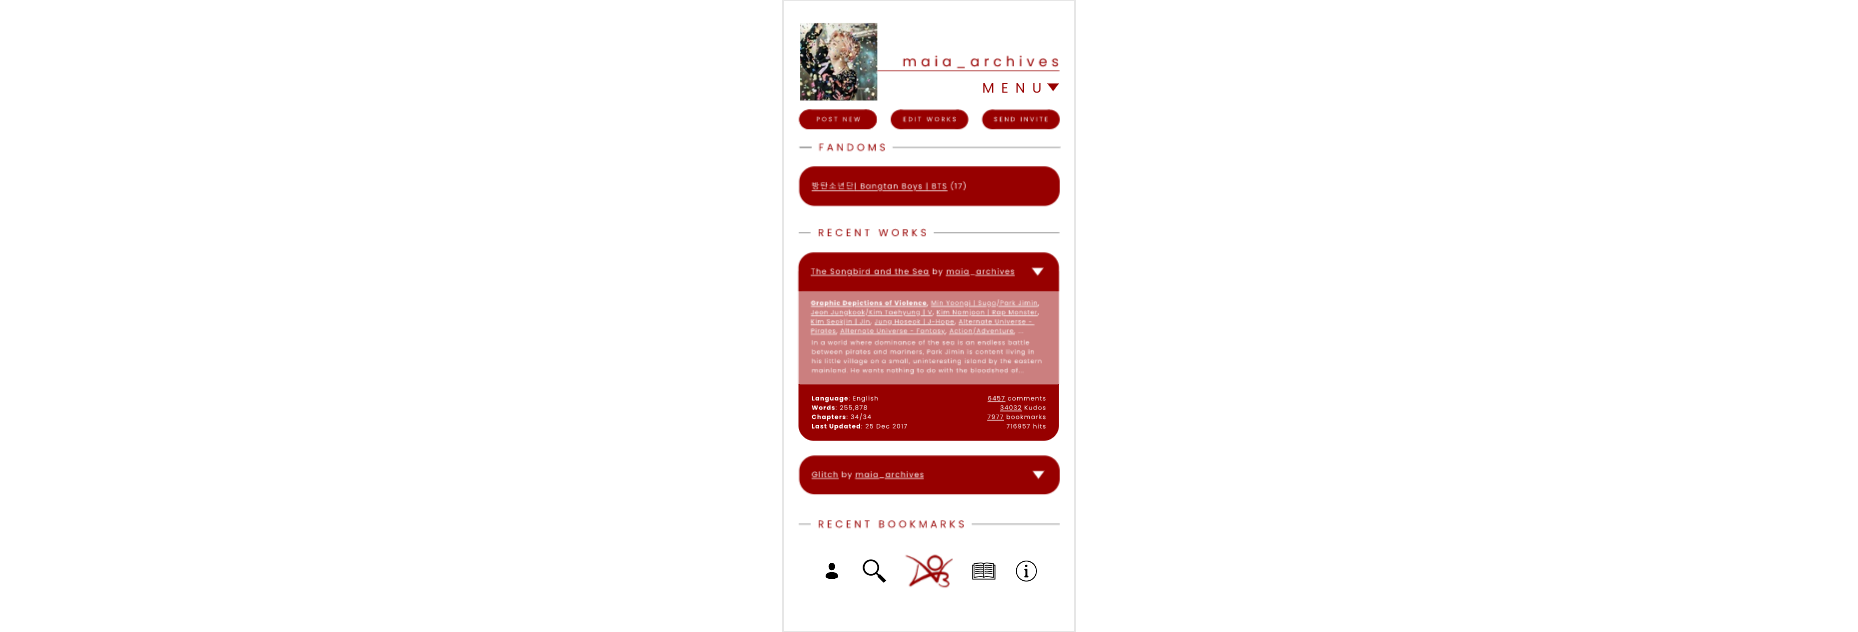 maia_archives
MENU
POST NEW
EDIT WORKS
SEND INVITE
FANDOMS
방탄소년단| Bangtan Boys | BTS (17)
RECENT WORKS
The Songbird and the Sea by maia_archives
Graphic Depictions of Violence, Min Yoongi | Suga/Park Jimin,
Jeon Jungkook/Kim Taehyung | V, Kim Namjoon | Rap Monster,
Kim Seokjin | Jin, Jung Hoseok | J-Hope, Alternate Universe -
Pirates, Alternate Universe - Fantasy, Action/Adventure, ...
In a world where dominance of the sea is an endless battle
between pirates and mariners, Park Jimin is content living in
his little village on a small, uninteresting island by the eastern
mainland. He wants nothing to do with the bloodshed of...
Language: English
Words: 255,878
Chapters: 34/34
Last Updated: 25 Dec 2017
6457 comments
34032 Kudos
7977 bookmarks
716957 hits
Glitch by maia_archives
RECENT BOOKMARKS